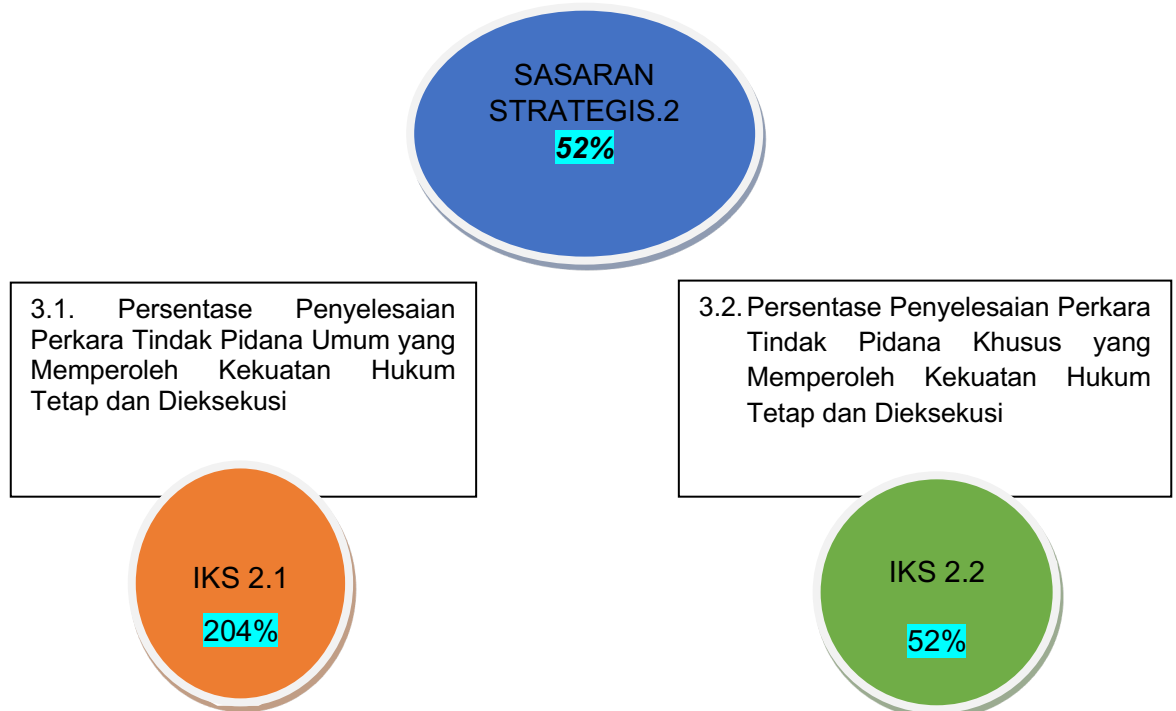 SASARAN
STRATEGIS.2
52%
3.1. Persentase Penyelesaian
Perkara Tindak Pidana Umum yang
Memperoleh Kekuatan Hukum
Tetap dan Dieksekusi
3.2. Persentase Penyelesaian Perkara
Tindak Pidana Khusus yang
Memperoleh Kekuatan Hukum
Tetap dan Dieksekusi
IKS 2.1
204%
IKS 2.2
52%